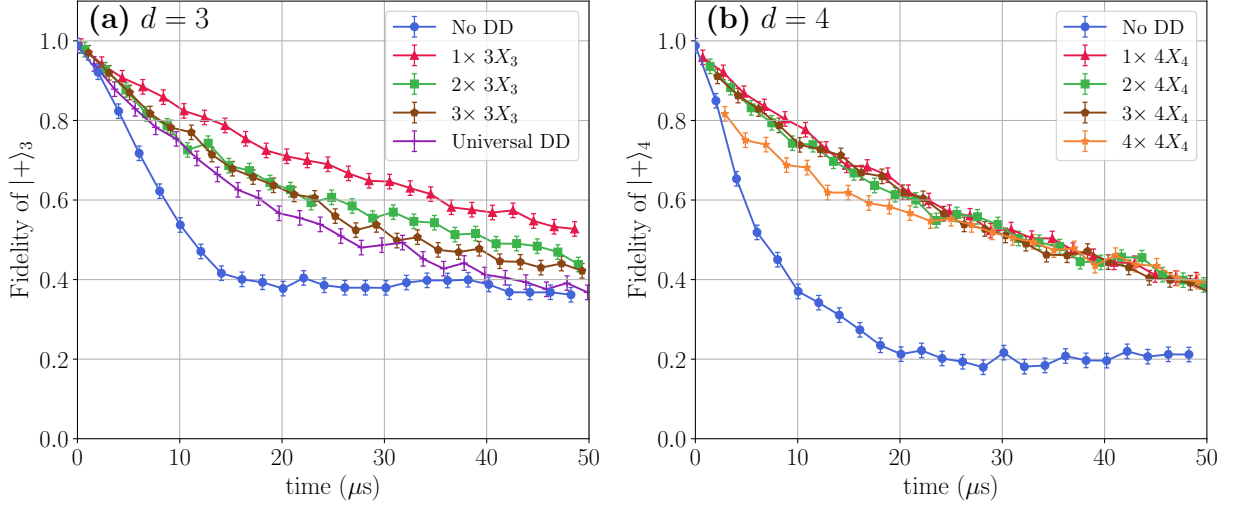 (a) d = 3
Fidelity of |+⟩₃
1.0
0.8
0.6
0.4
0.2
0.0
0
10
20
30
40
50
time (μs)
No DD
1× 3X₃
2× 3X₃
3× 3X₃
Universal DD
(b) d = 4
Fidelity of |+⟩₄
1.0
0.8
0.6
0.4
0.2
0.0
0
10
20
30
40
50
time (μs)
No DD
1× 4X₄
2× 4X₄
3× 4X₄
4× 4X₄